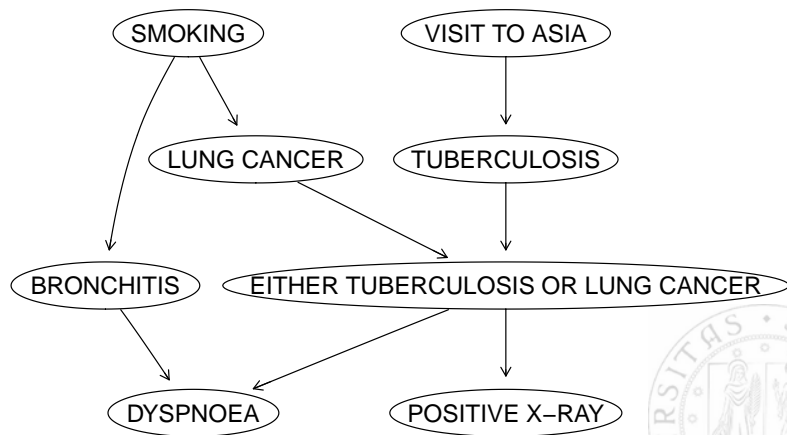 SMOKING
VISIT TO ASIA
LUNG CANCER
TUBERCULOSIS
BRONCHITIS
EITHER TUBERCULOSIS OR LUNG CANCER
DYSPNOEA
POSITIVE X−RAY